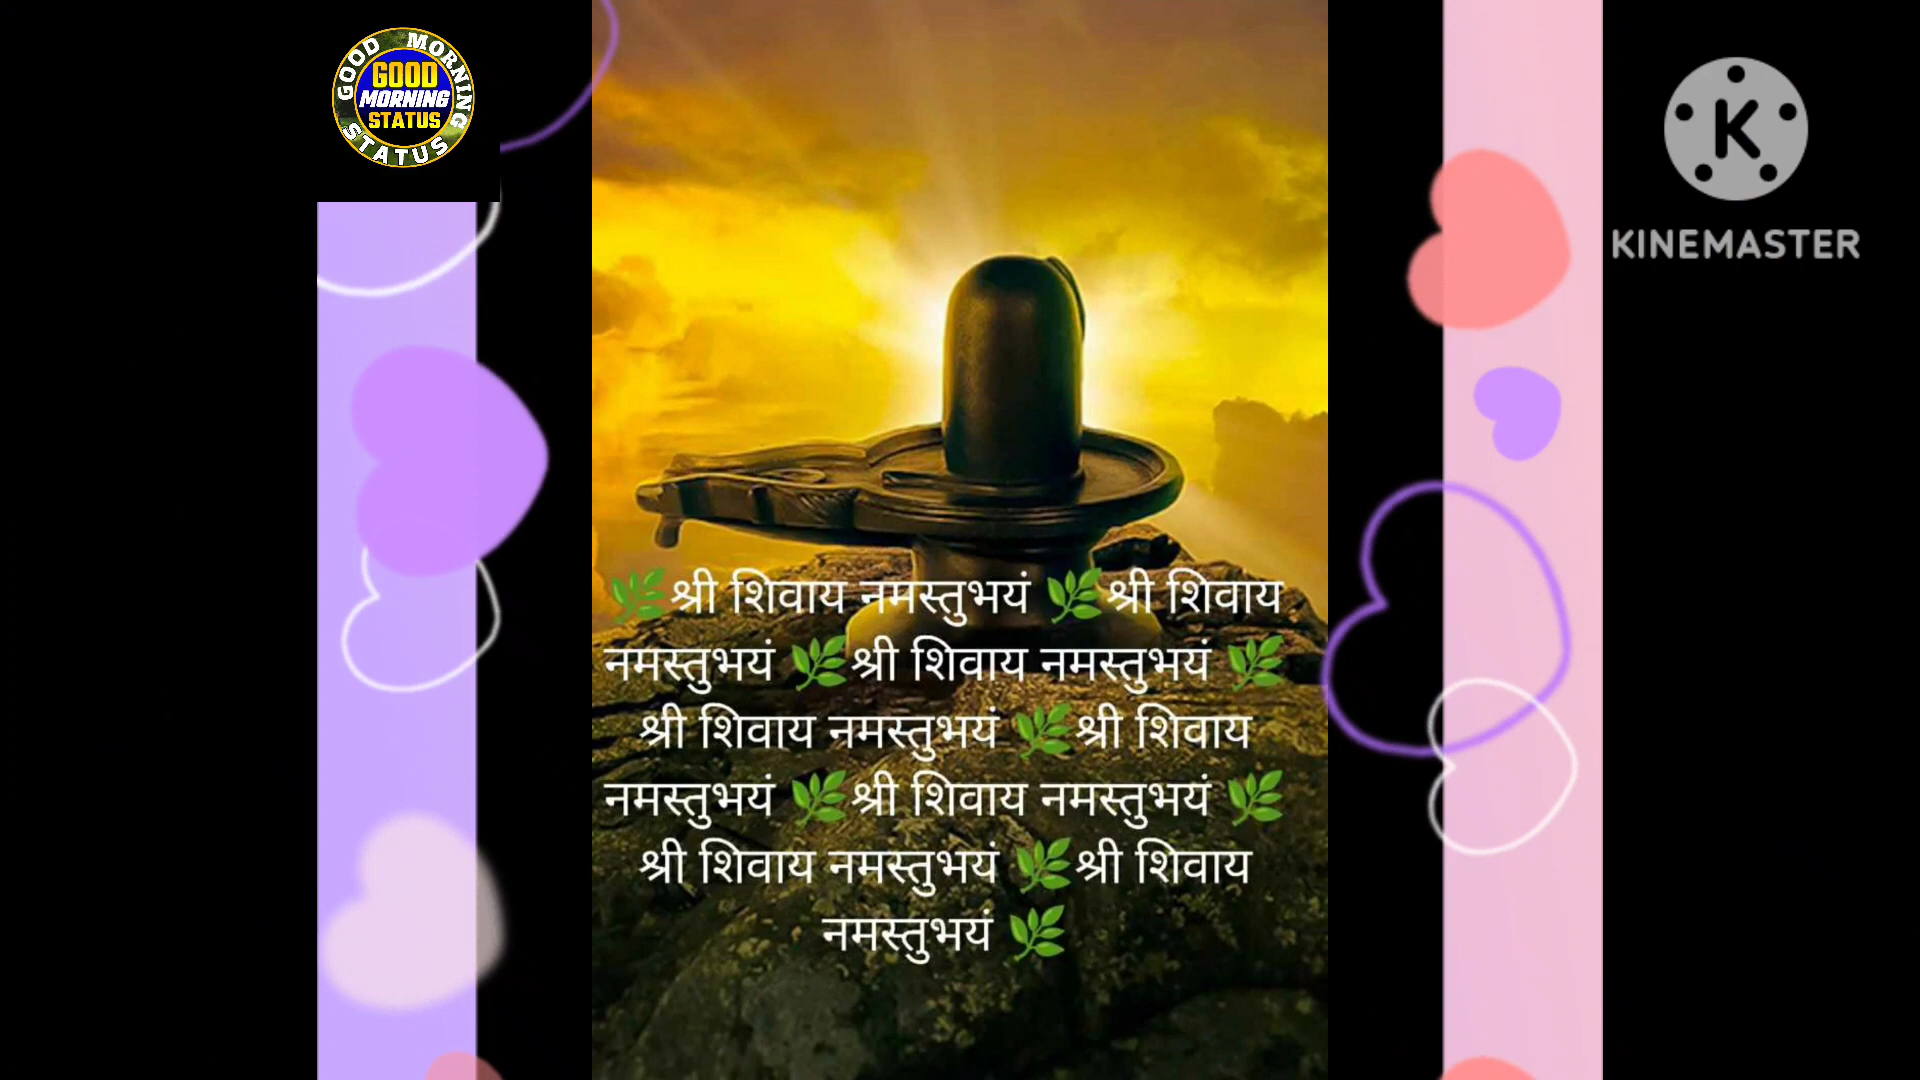 GOOD MORNING STATUS
GOOD
MORNING
STATUS
K
KINEMASTER
🌿श्री शिवाय नमस्तुभयं 🌿श्री शिवाय
नमस्तुभयं 🌿श्री शिवाय नमस्तुभयं 🌿
श्री शिवाय नमस्तुभयं 🌿श्री शिवाय
नमस्तुभयं 🌿श्री शिवाय नमस्तुभयं 🌿
श्री शिवाय नमस्तुभयं 🌿श्री शिवाय
नमस्तुभयं 🌿